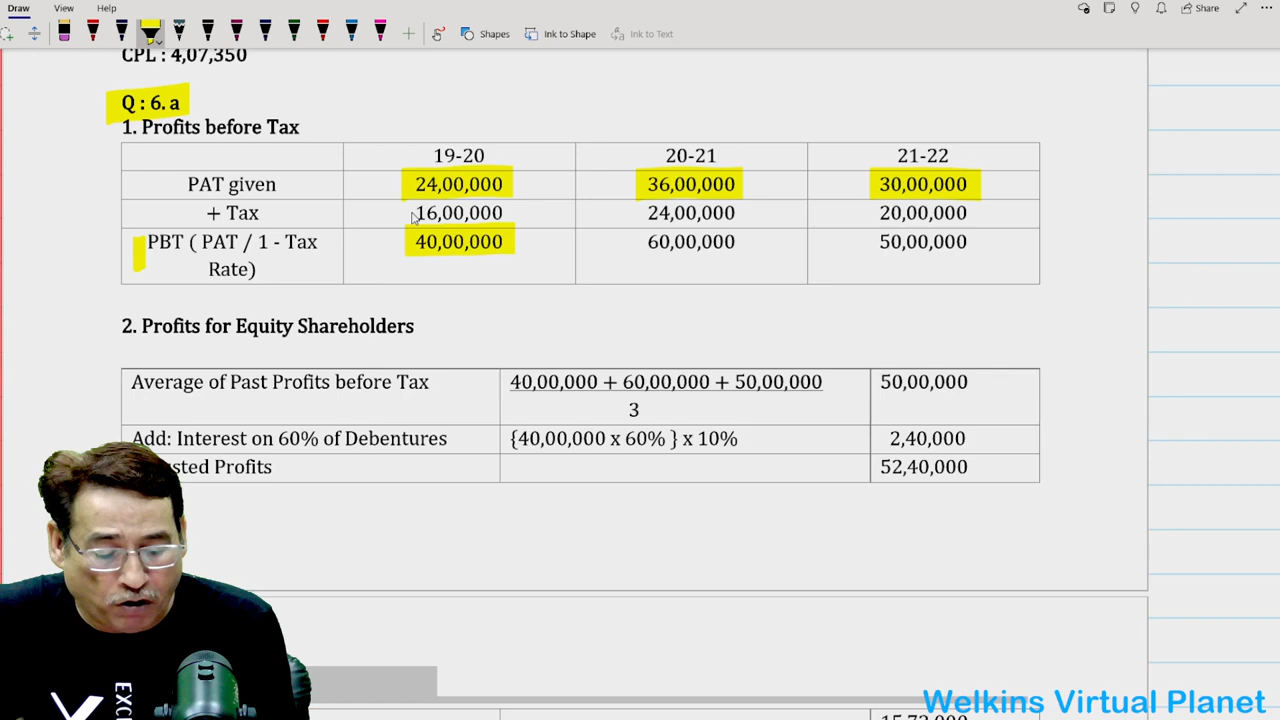 Draw View Help
Share
Shapes Ink to Shape Ink to Text
CPL : 4,07,350
Q : 6. a
1. Profits before Tax
19-20 20-21 21-22
PAT given 24,00,000 36,00,000 30,00,000
+ Tax 16,00,000 24,00,000 20,00,000
PBT ( PAT / 1 - Tax 40,00,000 60,00,000 50,00,000
Rate)
2. Profits for Equity Shareholders
Average of Past Profits before Tax 40,00,000 + 60,00,000 + 50,00,000 50,00,000
3
Add: Interest on 60% of Debentures {40,00,000 x 60% } x 10% 2,40,000
Profits 52,40,000
Welkins Virtual Planet